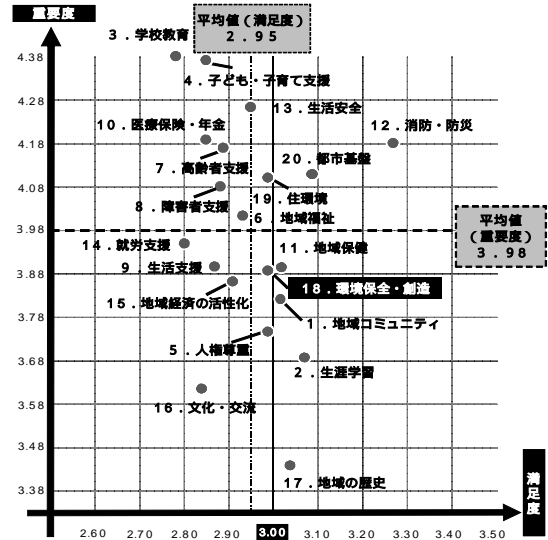 重要度
平均値（満足度）
２．９５
３．学校教育
4.38
４．子ども・子育て支援
4.28
１３．生活安全
１０．医療保険・年金
１２．消防・防災
4.18
２０．都市基盤
７．高齢者支援
4.08
１９．住環境
８．障害者支援
６．地域福祉
平均値
（重要度）
３．９８
3.98
１４．就労支援
１１．地域保健
９．生活支援
3.88
１８．環境保全・創造
１５．地域経済の活性化
3.78
１．地域コミュニティ
５．人権尊重
3.68
２．生涯学習
3.58
１６．文化・交流
3.48
１７．地域の歴史
3.38
満足度
2.60 2.70 2.80 2.90 3.00 3.10 3.20 3.30 3.40 3.50